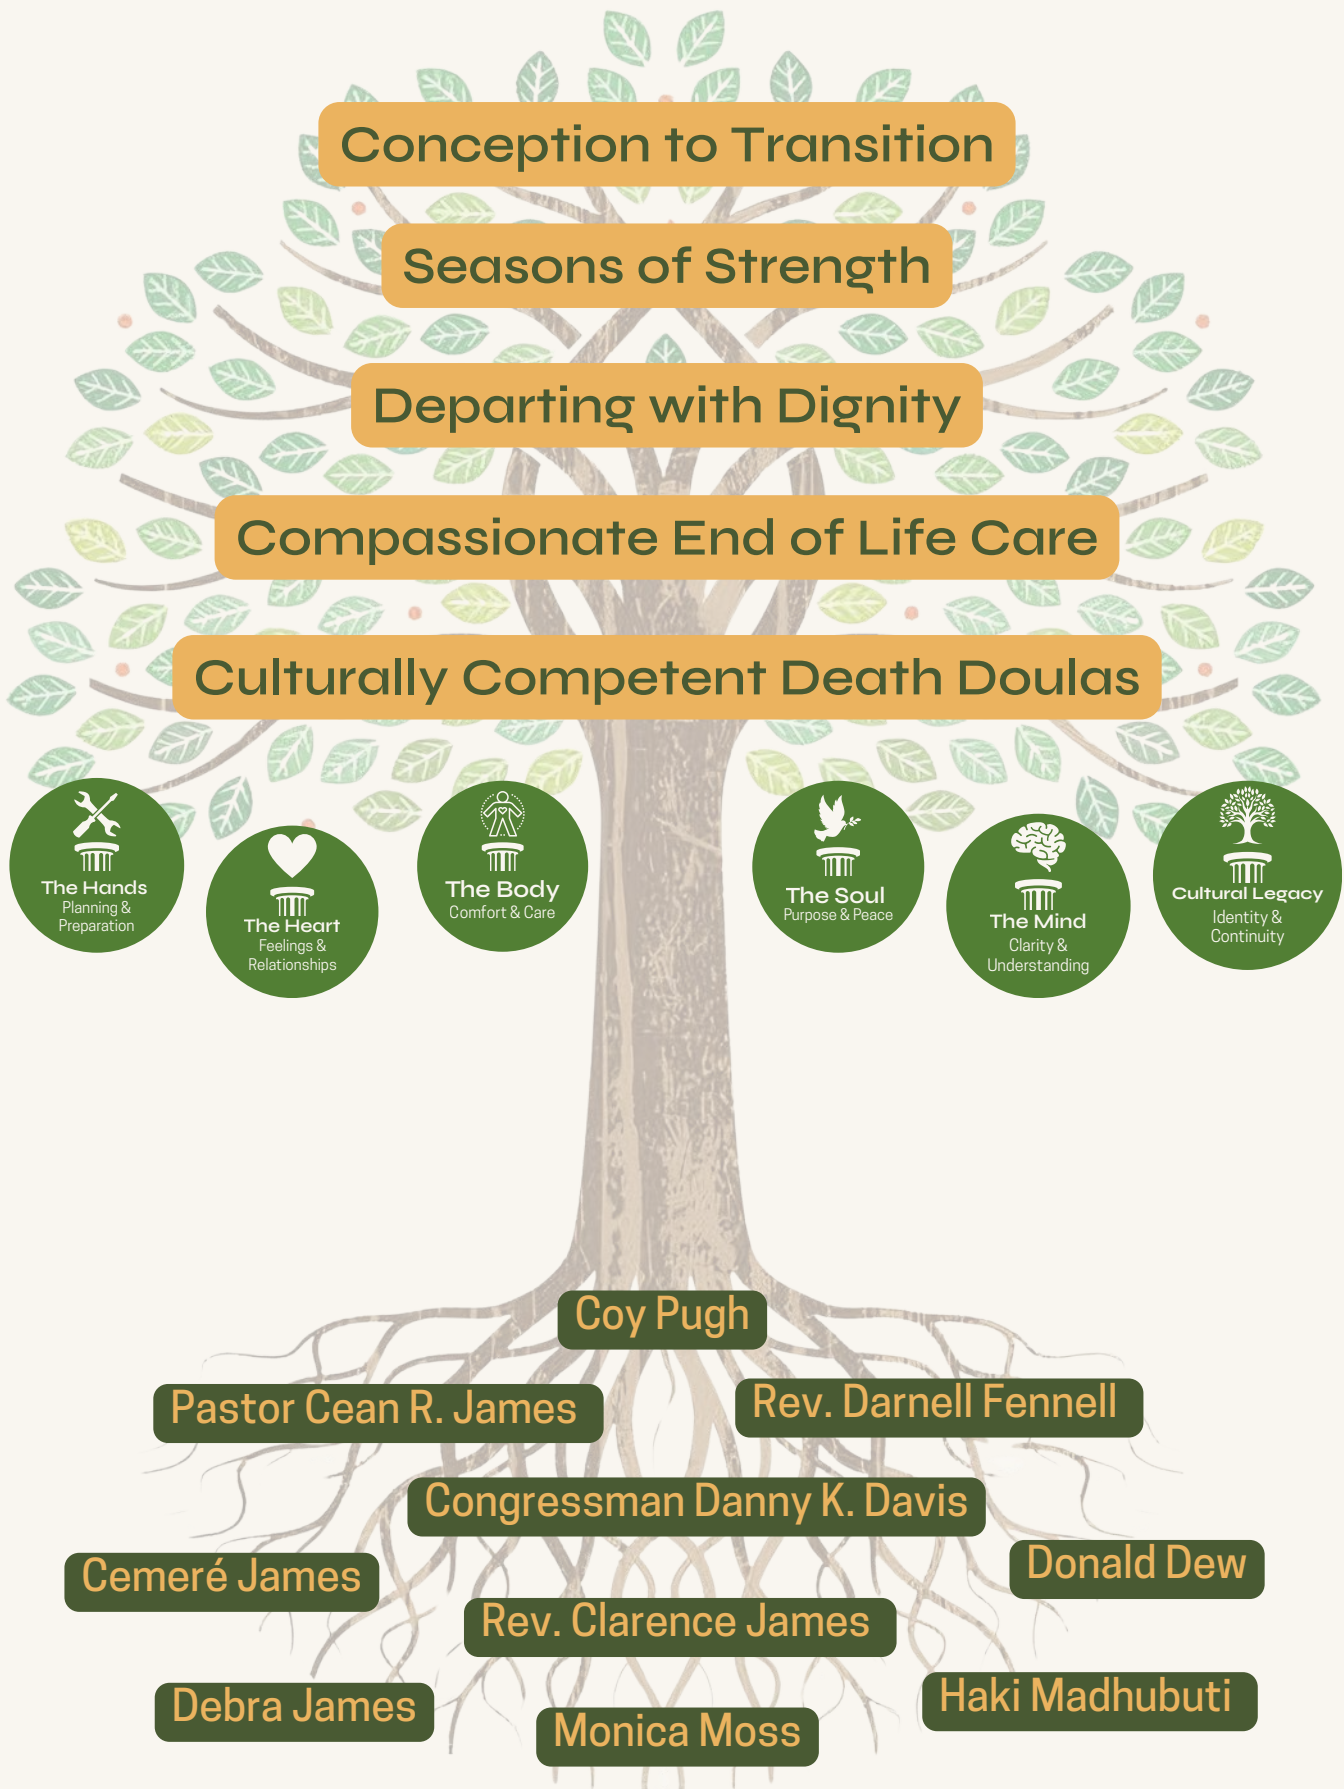 Conception to Transition
Seasons of Strength
Departing with Dignity
Compassionate End of Life Care
Culturally Competent Death Doulas
The Hands
Planning &
Preparation
The Heart
Feelings &
Relationships
The Body
Comfort & Care
The Soul
Purpose & Peace
The Mind
Clarity &
Understanding
Cultural Legacy
Identity &
Continuity
Coy Pugh
Pastor Cean R. James
Rev. Darnell Fennell
Congressman Danny K. Davis
Cemeré James
Donald Dew
Rev. Clarence James
Debra James
Haki Madhubuti
Monica Moss